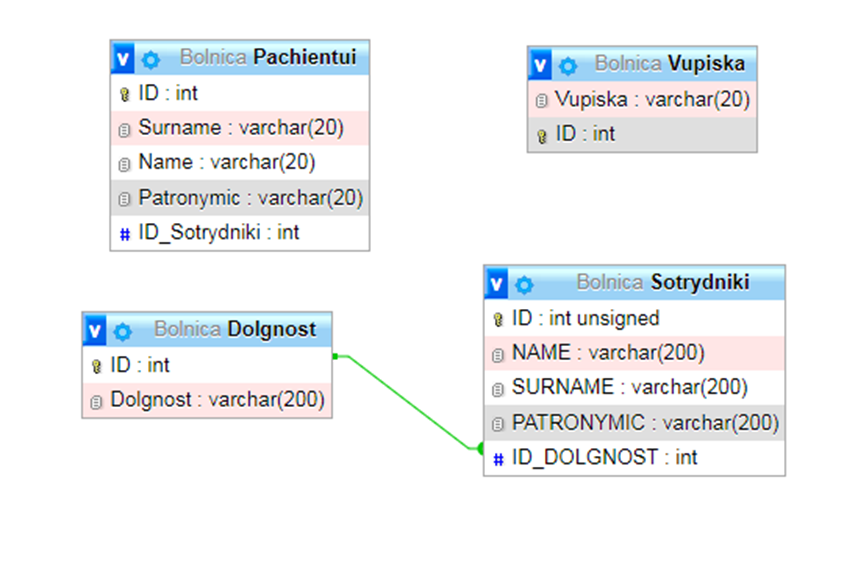 v Bolnica Pachientui
ID : int
Surname : varchar(20)
Name : varchar(20)
Patronymic : varchar(20)
# ID_Sotrydniki : int
v Bolnica Vupiska
Vupiska : varchar(20)
ID : int
v Bolnica Dolgnost
ID : int
Dolgnost : varchar(200)
v Bolnica Sotrydniki
ID : int unsigned
NAME : varchar(200)
SURNAME : varchar(200)
PATRONYMIC : varchar(200)
# ID_DOLGNOST : int